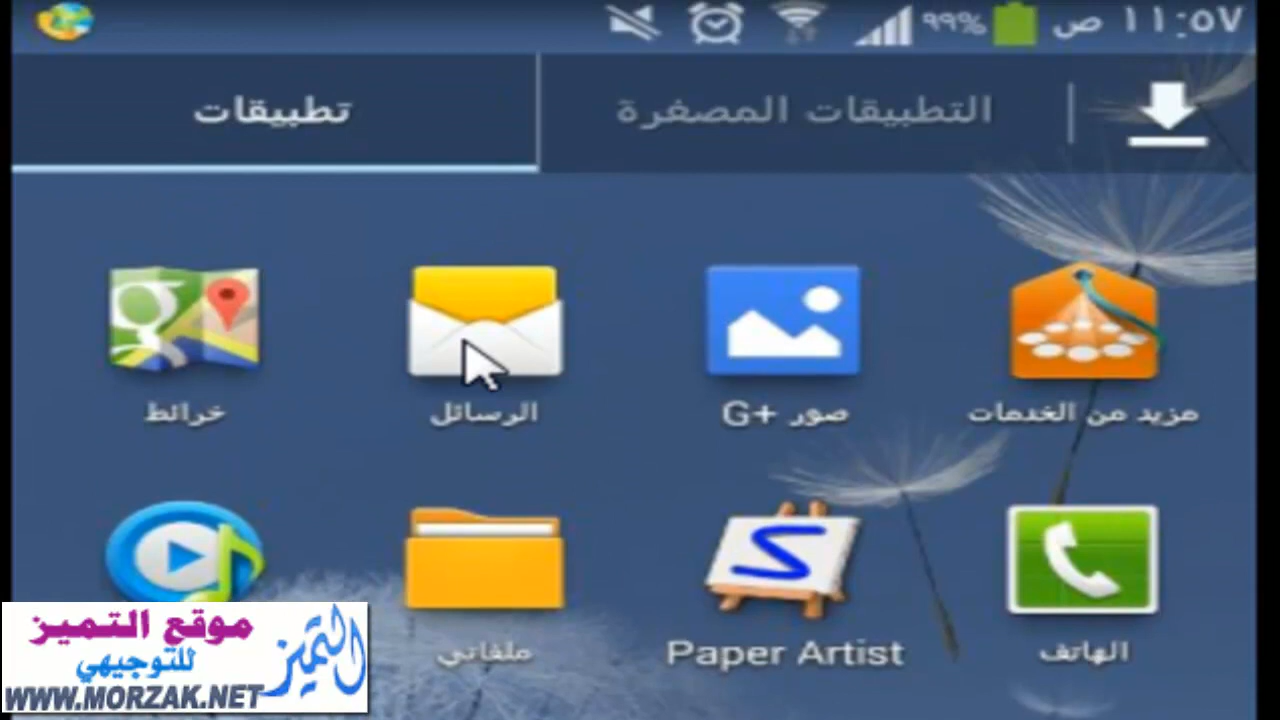 ١١:٥٧ ص ٩٩%
التطبيقات المصغرة
تطبيقات
مزيد من الخدمات
صور G+
الرسائل
خرائط
الهاتف
Paper Artist
ملفاتي
موقع التميز
للتوجيهي
التميز
WWW.MORZAK.NET